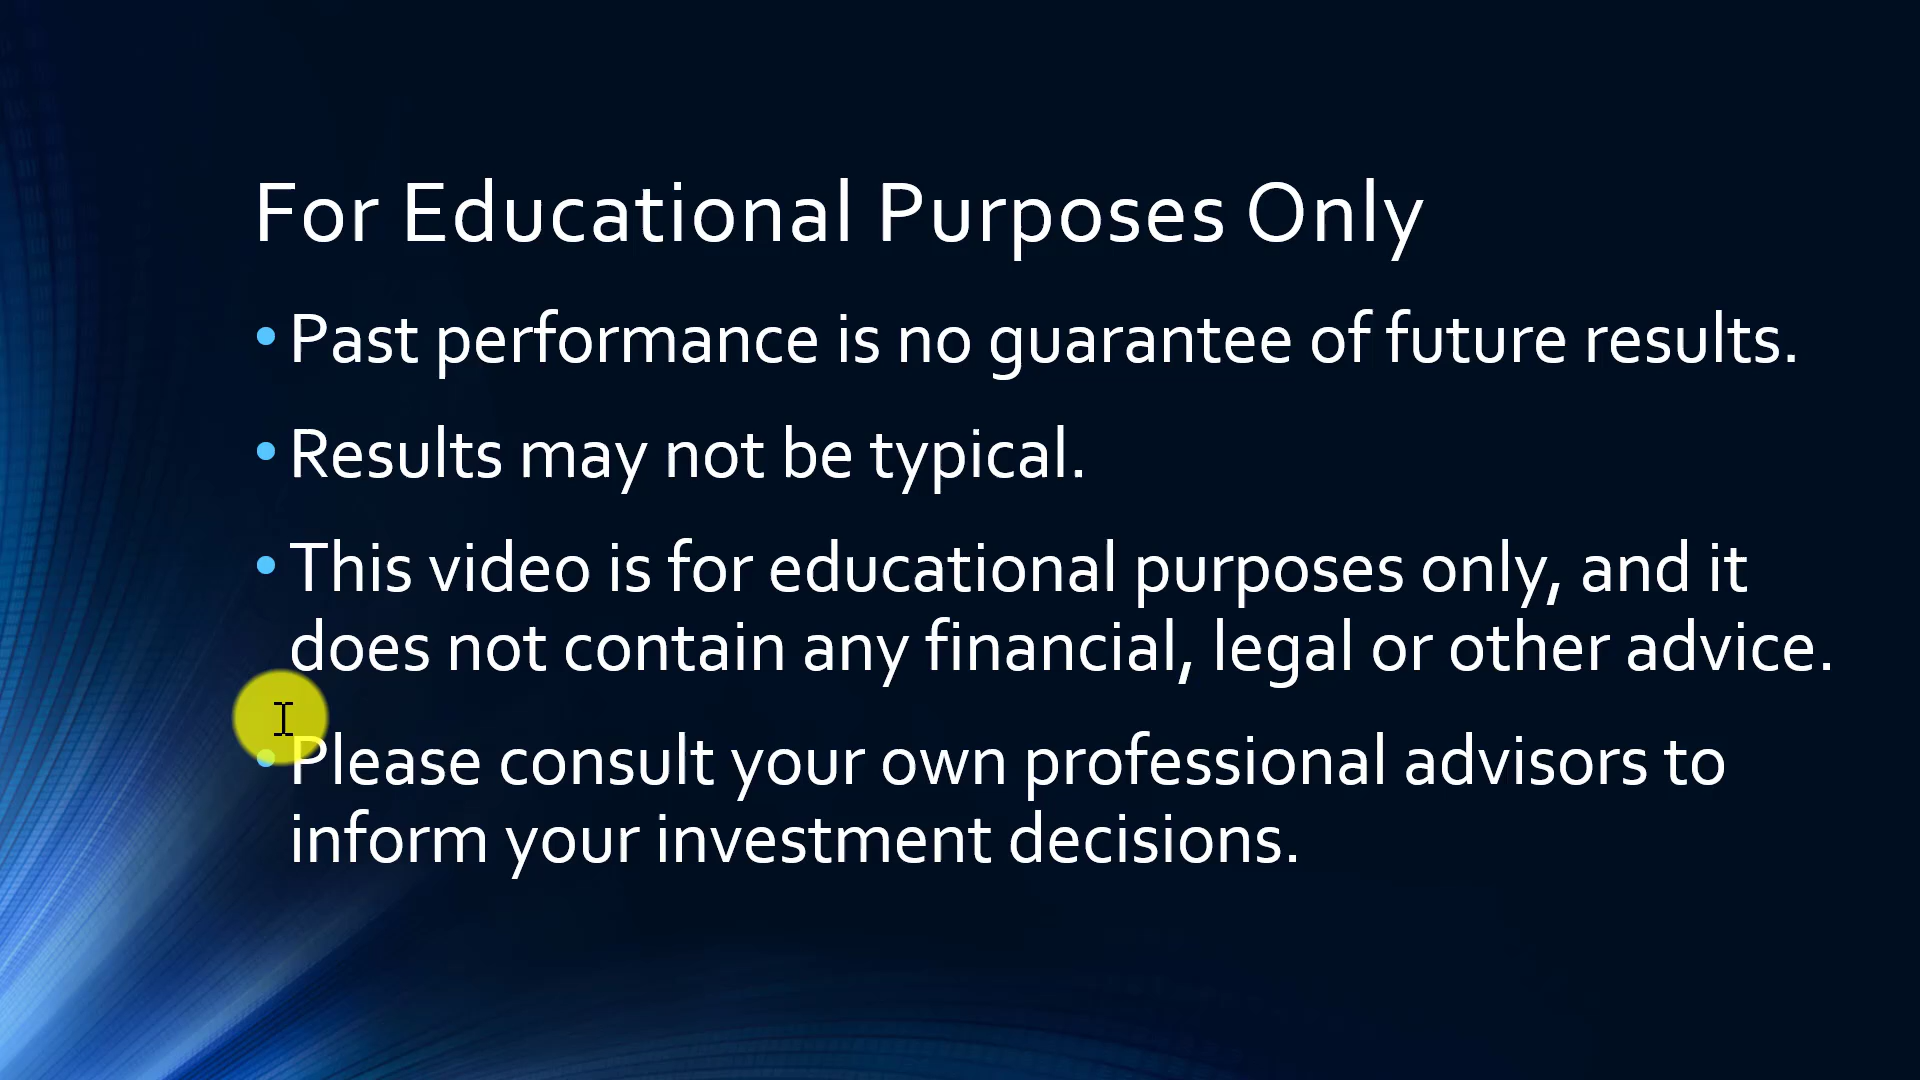 For Educational Purposes Only
• Past performance is no guarantee of future results.
• Results may not be typical.
• This video is for educational purposes only, and it
does not contain any financial, legal or other advice.
• Please consult your own professional advisors to
inform your investment decisions.